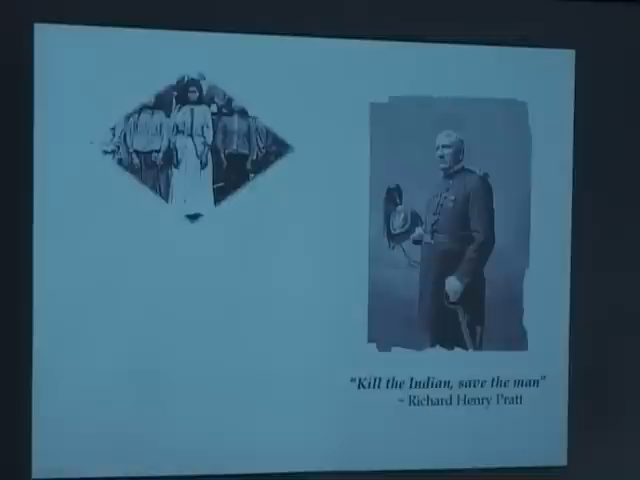 "Kill the Indian, save the man"
~ Richard Henry Pratt